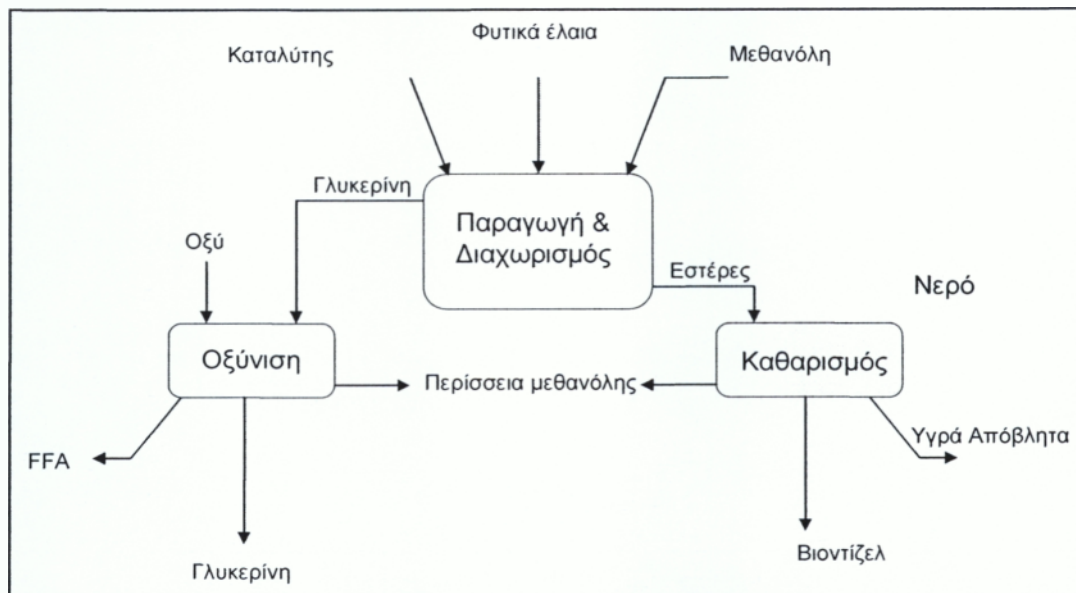 Φυτικά έλαια
Καταλύτης
Μεθανόλη
Γλυκερίνη
Παραγωγή &
Διαχωρισμός
Οξύ
Εστέρες
Νερό
Οξύνιση
Καθαρισμός
Περίσσεια μεθανόλης
Υγρά Απόβλητα
FFA
Βιοντίζελ
Γλυκερίνη